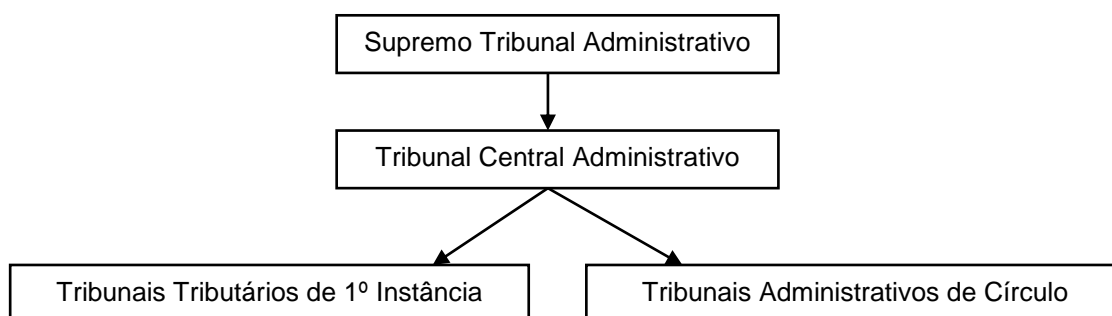 Supremo Tribunal Administrativo
Tribunal Central Administrativo
Tribunais Tributários de 1º Instância
Tribunais Administrativos de Círculo